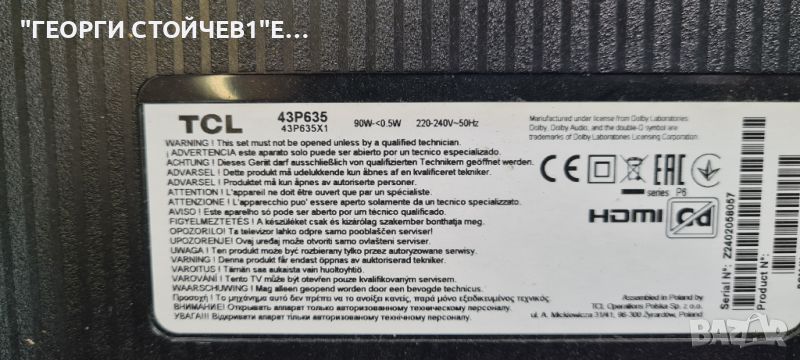 "ГЕОРГИ СТОЙЧЕВ1"Е...
TCL
43P635
43P635X1
90W-<0.5W
220-240V~50Hz
Manufactured under license from Dolby Laboratories.
Dolby, Dolby Audio, and the double-D symbol are
trademarks of Dolby Laboratories Licensing Corporation.
WARNING ! This set must not be opened unless by a qualified technician.
¡ADVERTENCIA este aparato solo puede ser abierto por un tecnico especializado.
ACHTUNG ! Dieses Gerät darf ausschließlich von qualifizierten Technikern geöffnet werden.
ADVARSEL ! Dette produkt må udelukkende kun åbnes af en kvalificeret tekniker.
ADVARSEL ! Produktet må kun åpnes av autoriserte personer.
ATTENTION ! L'appareil ne doit être ouvert que par un spécialiste.
ATTENZIONE ! L'apparecchio puo' essere aperto solamente da personale specializzato.
AVISO ! Este aparelho só pode ser aberto por um técnico qualificado.
FIGYELMEZTETÉS ! A készüléket csak és kizárólag szakember bonthatja meg.
OPOZORILO! Ta televizor lahko odpre samo pooblaščen serviser!
UPOZORENJE! Ovaj uređaj može otvoriti samo ovlašteni serviser.
UWAGA ! Ten produkt może być rozbierany tylko przez autoryzowane serwisy.
VARNING ! Denna produkt får endast öppnas av auktoriserad tekniker.
VAROITUS ! Tämän saa aukaista vain huoltoyhtiö.
VAROVÁNÍ ! Tento TV může být demontován pouze kvalifikovaným servisem.
WAARSCHUWING ! Mag alleen geopend worden door een bevoegde technicus.
Προσοχή ! Το μηχάνημα αυτό δεν πρέπει να το ανοίξει κανείς, παρά μόνο εξειδικευμένος τεχνικός.
ВНИМАНИЕ! Открывать аппарат только авторизованному техническому персоналу.
УВАГА!!! Відкривати апарат тільки авторизованому технічному персоналу.
CE
EAC
series P6
HDMI
Assembled in Poland by
TCL Operations Polska Sp. z o.o.
ul. A. Mickiewicza 31/41, 96-300 Żyrardów, Poland
Serial N°: Z2402058057
Product N°:
BAZAR